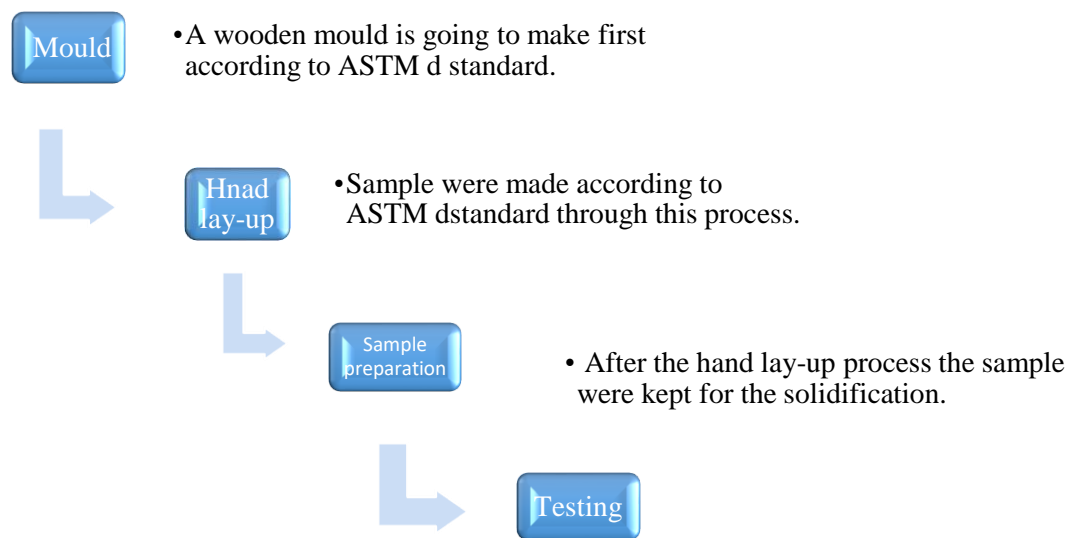 Mould
•A wooden mould is going to make first
according to ASTM d standard.
Hnad
lay-up
•Sample were made according to
ASTM dstandard through this process.
Sample
preparation
• After the hand lay-up process the sample
were kept for the solidification.
Testing